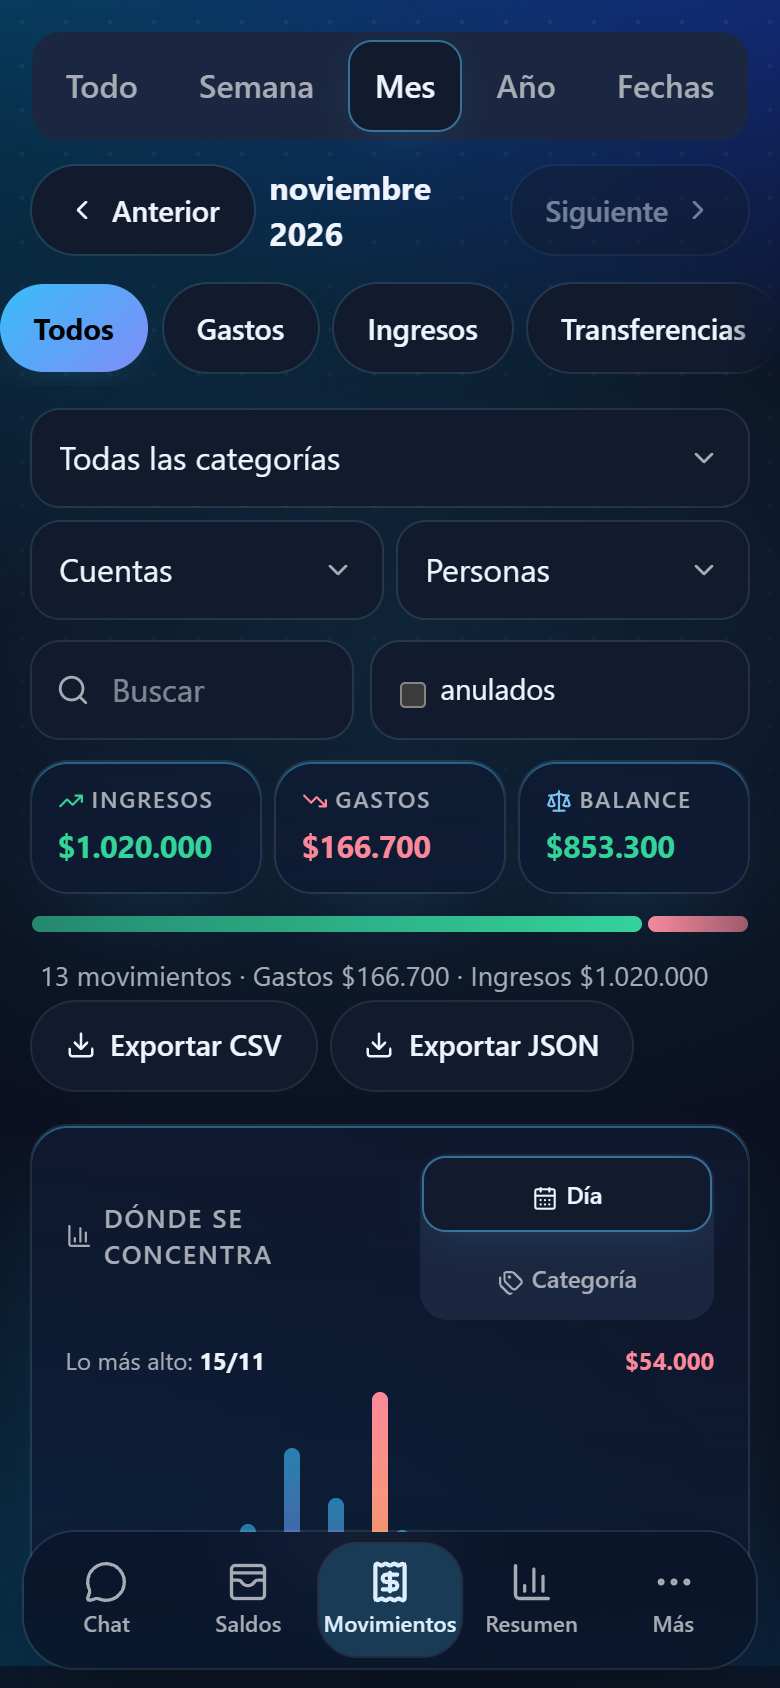 Todo Semana Mes Año Fechas
Anterior noviembre 2026 Siguiente
Todos Gastos Ingresos Transferencias
Todas las categorías
Cuentas Personas
Buscar anulados
INGRESOS GASTOS BALANCE
$1.020.000 $166.700 $853.300
13 movimientos · Gastos $166.700 · Ingresos $1.020.000
Exportar CSV Exportar JSON
DÓNDE SE
CONCENTRA
Día
Categoría
Lo más alto: 15/11 $54.000
Chat Saldos Movimientos Resumen Más